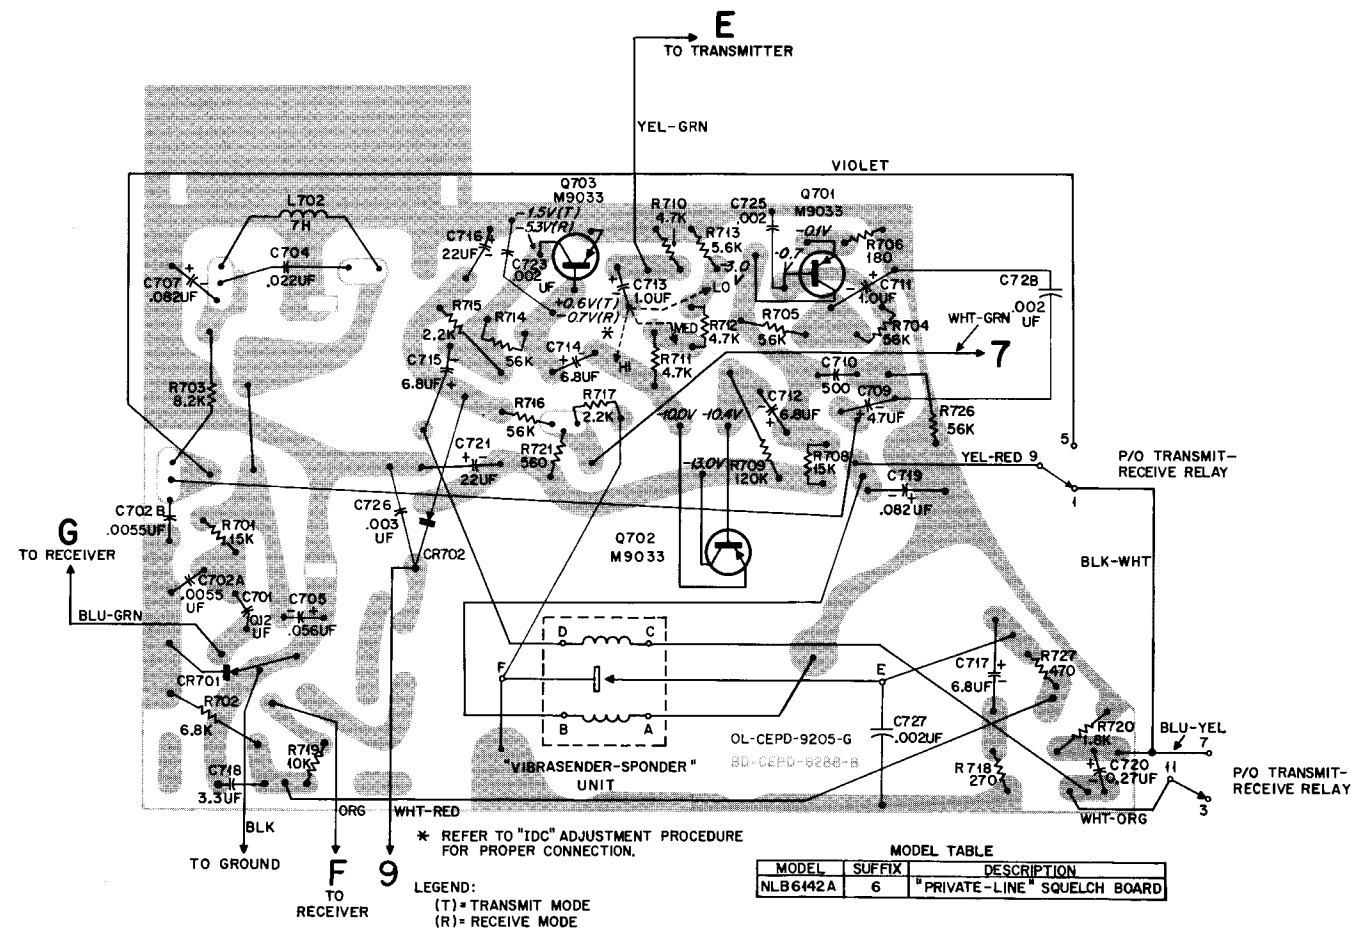 E
TO TRANSMITTER
YEL-GRN
VIOLET
Q703
M9033
Q701
M9033
L702
7H
-1.5V(T)
-5.3V(R)
R710
4.7K
C725
.002
R713
5.6K
-0.1V
C716
22UF
C723
.002
UF
R706
180
C704
.022UF
C707
.082UF
-0.7
V
-3.0
V
C713
1.0UF
LO
C711
1.0UF
C728
.002
UF
+0.6V(T)
0.7V(R)
*
R715
2.2K
R714
56K
MED
R712
4.7K
R705
56K
R704
56K
WHT-GRN
7
C714
6.8UF
HI
R711
4.7K
C715
6.8UF
C710
500
R703
8.2K
R717
2.2K
R716
56K
-10.0V
-10.4V
C712
6.8UF
C709
4.7UF
R726
56K
5
C721
22UF
R721
560
-13.0V
R709
120K
R708
15K
YEL-RED 9
P/O TRANSMIT-
RECEIVE RELAY
C719
.082UF
1
C702B
.0055UF
R701
15K
C726
.003
UF
G
TO RECEIVER
CR702
Q702
M9033
BLK-WHT
C702A
.0055
UF
C701
.012
UF
C705
.056UF
BLU-GRN
D
C
F
E
B
A
CR701
R702
6.8K
C717
6.8UF
R727
470
C727
.002UF
R720
1.8K
BLU-YEL
7
R719
10K
OL-CEPD-9205-G
BD-CEPD-8288-B
"VIBRASENDER-SPONDER"
UNIT
C718
3.3UF
R718
270
C720
0.27UF
11
P/O TRANSMIT-
RECEIVE RELAY
3
WHT-ORG
BLK
ORG
WHT-RED
TO GROUND
F
TO
RECEIVER
9
* REFER TO "IDC" ADJUSTMENT PROCEDURE
FOR PROPER CONNECTION.
LEGEND:
(T)= TRANSMIT MODE
(R)= RECEIVE MODE
MODEL TABLE
MODEL SUFFIX DESCRIPTION
NLB6142A 6 "PRIVATE-LINE" SQUELCH BOARD